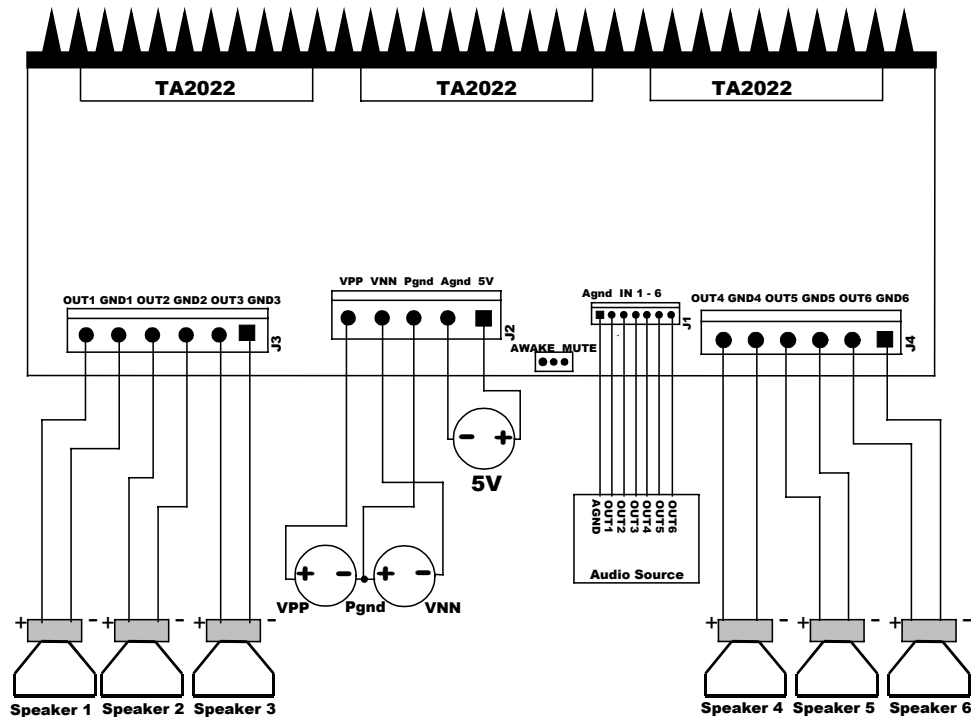 TA2022 TA2022 TA2022
VPP VNN Pgnd Agnd 5V
Agnd IN 1 - 6
OUT1 GND1 OUT2 GND2 OUT3 GND3
OUT4 GND4 OUT5 GND5 OUT6 GND6
J3
J2
J1
J4
AWAKE MUTE
- +
5V
AGND
OUT1
OUT2
OUT3
OUT4
OUT5
OUT6
Audio Source
+ - + -
VPP Pgnd VNN
+ - + - + - + - + - + -
Speaker 1 Speaker 2 Speaker 3 Speaker 4 Speaker 5 Speaker 6